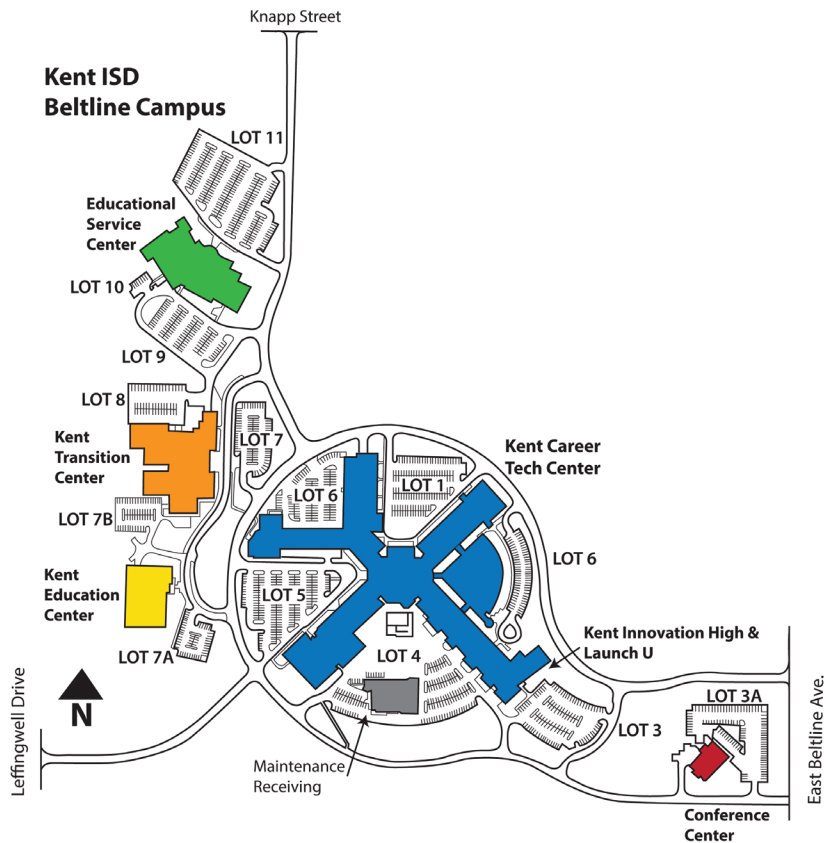 Knapp Street
Kent ISD
Beltline Campus
LOT 11
Educational
Service
Center
LOT 10
LOT 9
LOT 8
Kent
Transition
Center
LOT 7
Kent Career
Tech Center
LOT 6
LOT 1
LOT 7B
LOT 6
Kent
Education
Center
LOT 5
Kent Innovation High &
Launch U
LOT 7A
LOT 4
N
Leffingwell Drive
LOT 3A
LOT 3
East Beltline Ave.
Maintenance
Receiving
Conference
Center